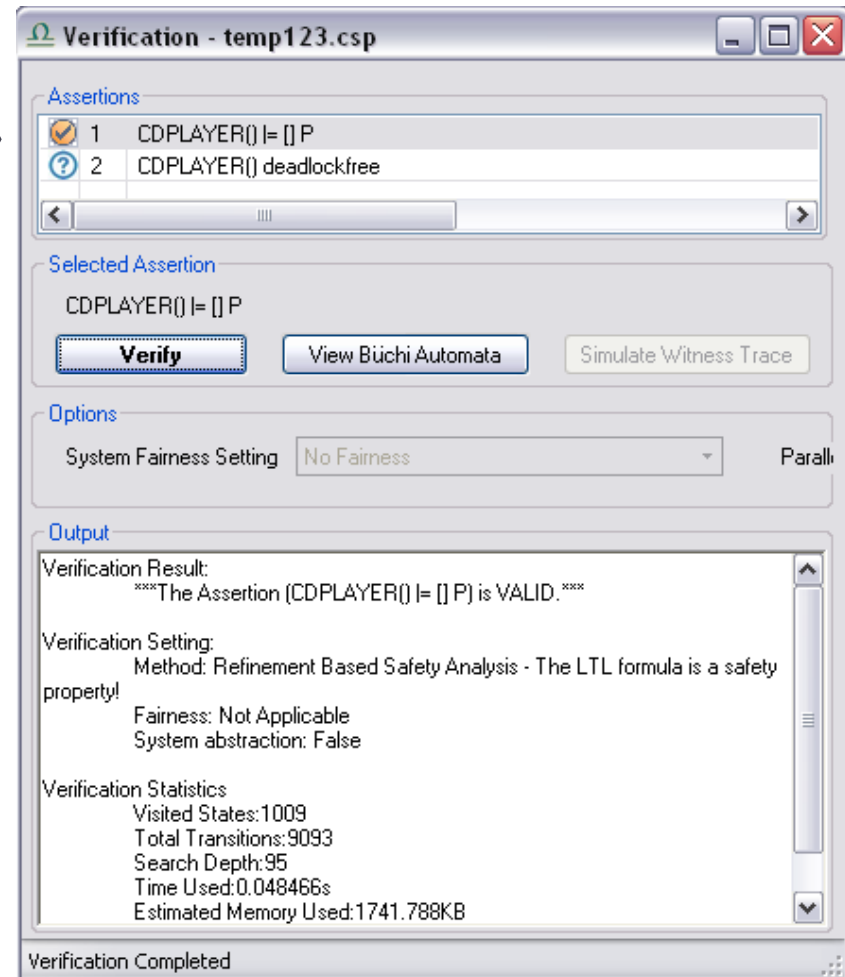 Verification - temp123.csp
Assertions
1 CDPLAYER() |= [] P
2 CDPLAYER() deadlockfree
Selected Assertion
CDPLAYER() |= [] P
Verify View Büchi Automata Simulate Witness Trace
Options
System Fairness Setting No Fairness Paralle
Output
Verification Result:
***The Assertion (CDPLAYER() |= [] P) is VALID.***
Verification Setting:
Method: Refinement Based Safety Analysis - The LTL formula is a safety
property!
Fairness: Not Applicable
System abstraction: False
Verification Statistics
Visited States:1009
Total Transitions:9093
Search Depth:95
Time Used:0.048466s
Estimated Memory Used:1741.788KB
Verification Completed